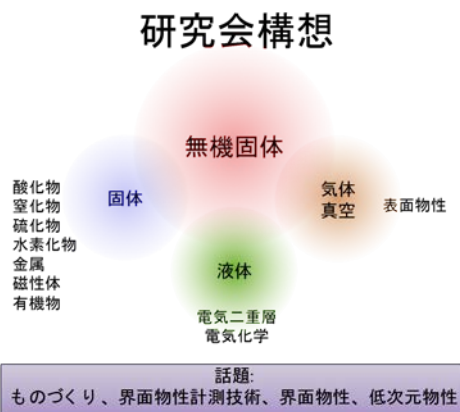 研究会構想
無機固体
固体
気体
真空
表面物性
酸化物
窒化物
硫化物
水素化物
金属
磁性体
有機物
液体
電気二重層
電気化学
話題:
ものづくり、界面物性計測技術、界面物性、低次元物性